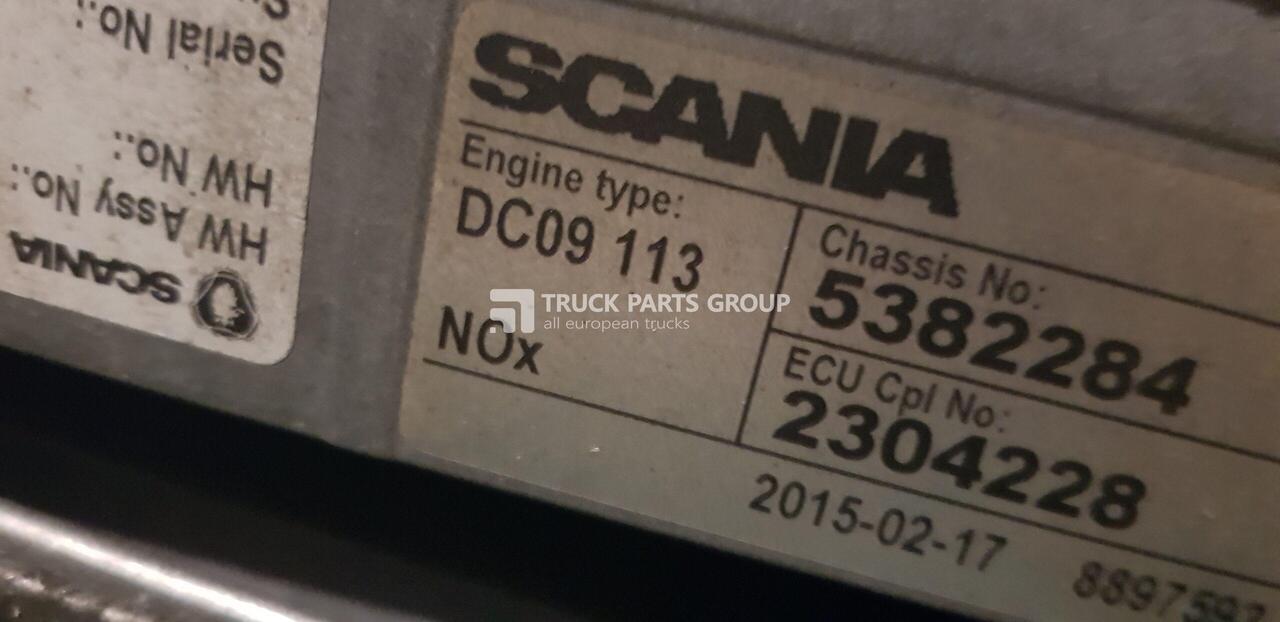 SCANIA
Engine type:
DC09 113
NOx
Chassis No:
5382284
ECU Cpl No:
2304228
2015-02-17
TRUCK PARTS GROUP
all european trucks
SCANIA
HW Assy No.:
HW No.:
Serial No.: